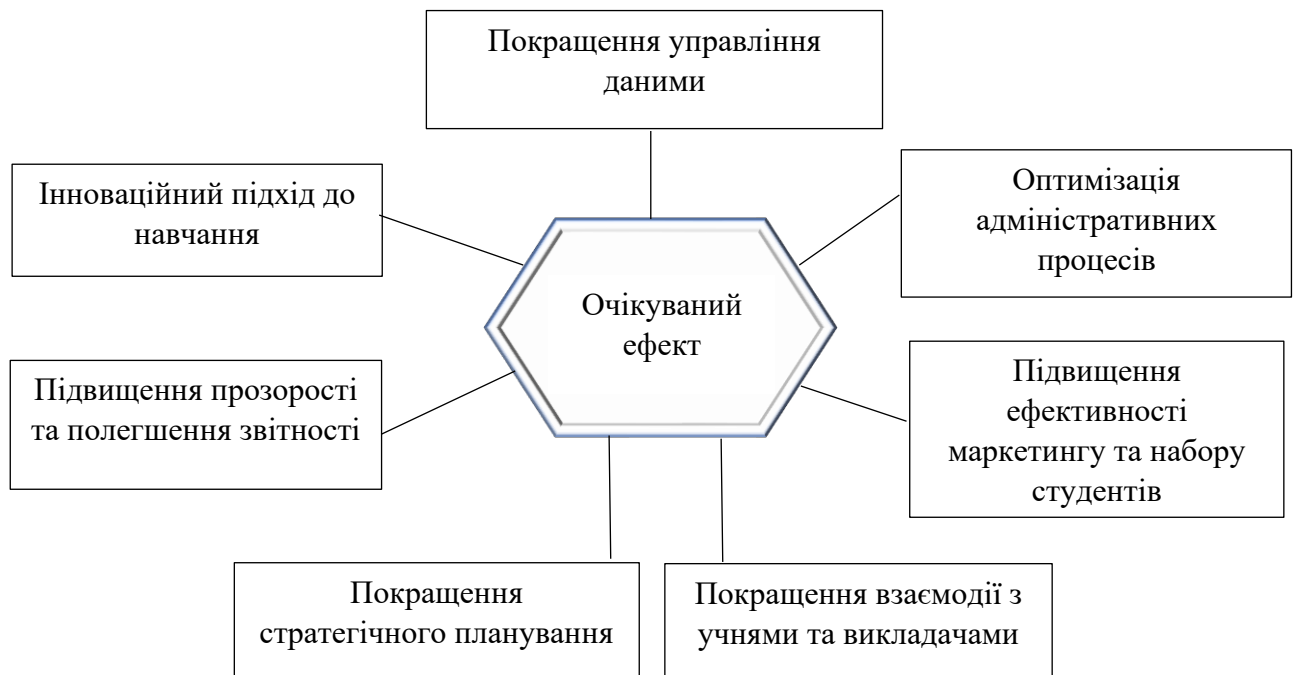 Покращення управління
даними
Інноваційний підхід до
навчання
Оптимізація
адміністративних
процесів
Очікуваний
ефект
Підвищення прозорості
та полегшення звітності
Підвищення
ефективності
маркетингу та набору
студентів
Покращення
стратегічного планування
Покращення взаємодії з
учнями та викладачами